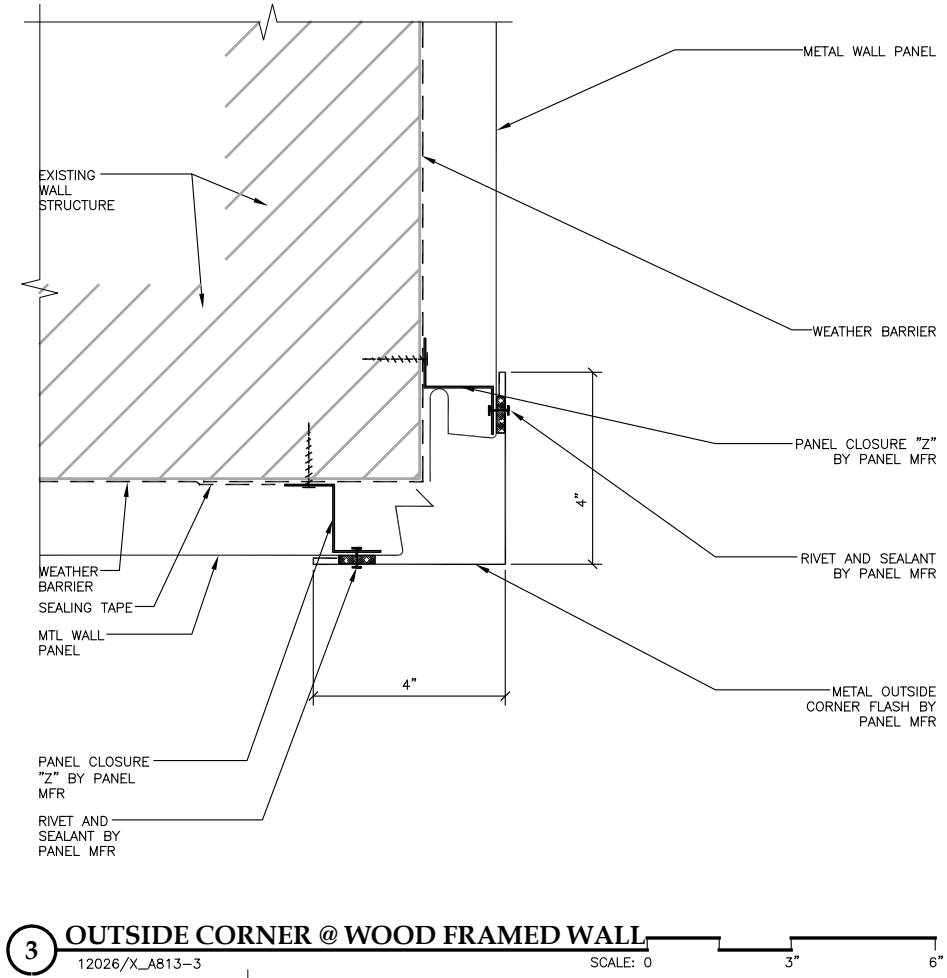 METAL WALL PANEL
EXISTING
WALL
STRUCTURE
WEATHER BARRIER
PANEL CLOSURE "Z"
BY PANEL MFR
4"
RIVET AND SEALANT
BY PANEL MFR
WEATHER
BARRIER
SEALING TAPE
MTL WALL
PANEL
4"
METAL OUTSIDE
CORNER FLASH BY
PANEL MFR
PANEL CLOSURE
"Z" BY PANEL
MFR
RIVET AND
SEALANT BY
PANEL MFR
3 OUTSIDE CORNER @ WOOD FRAMED WALL
12026/X_A813-3
SCALE: 0 3" 6"